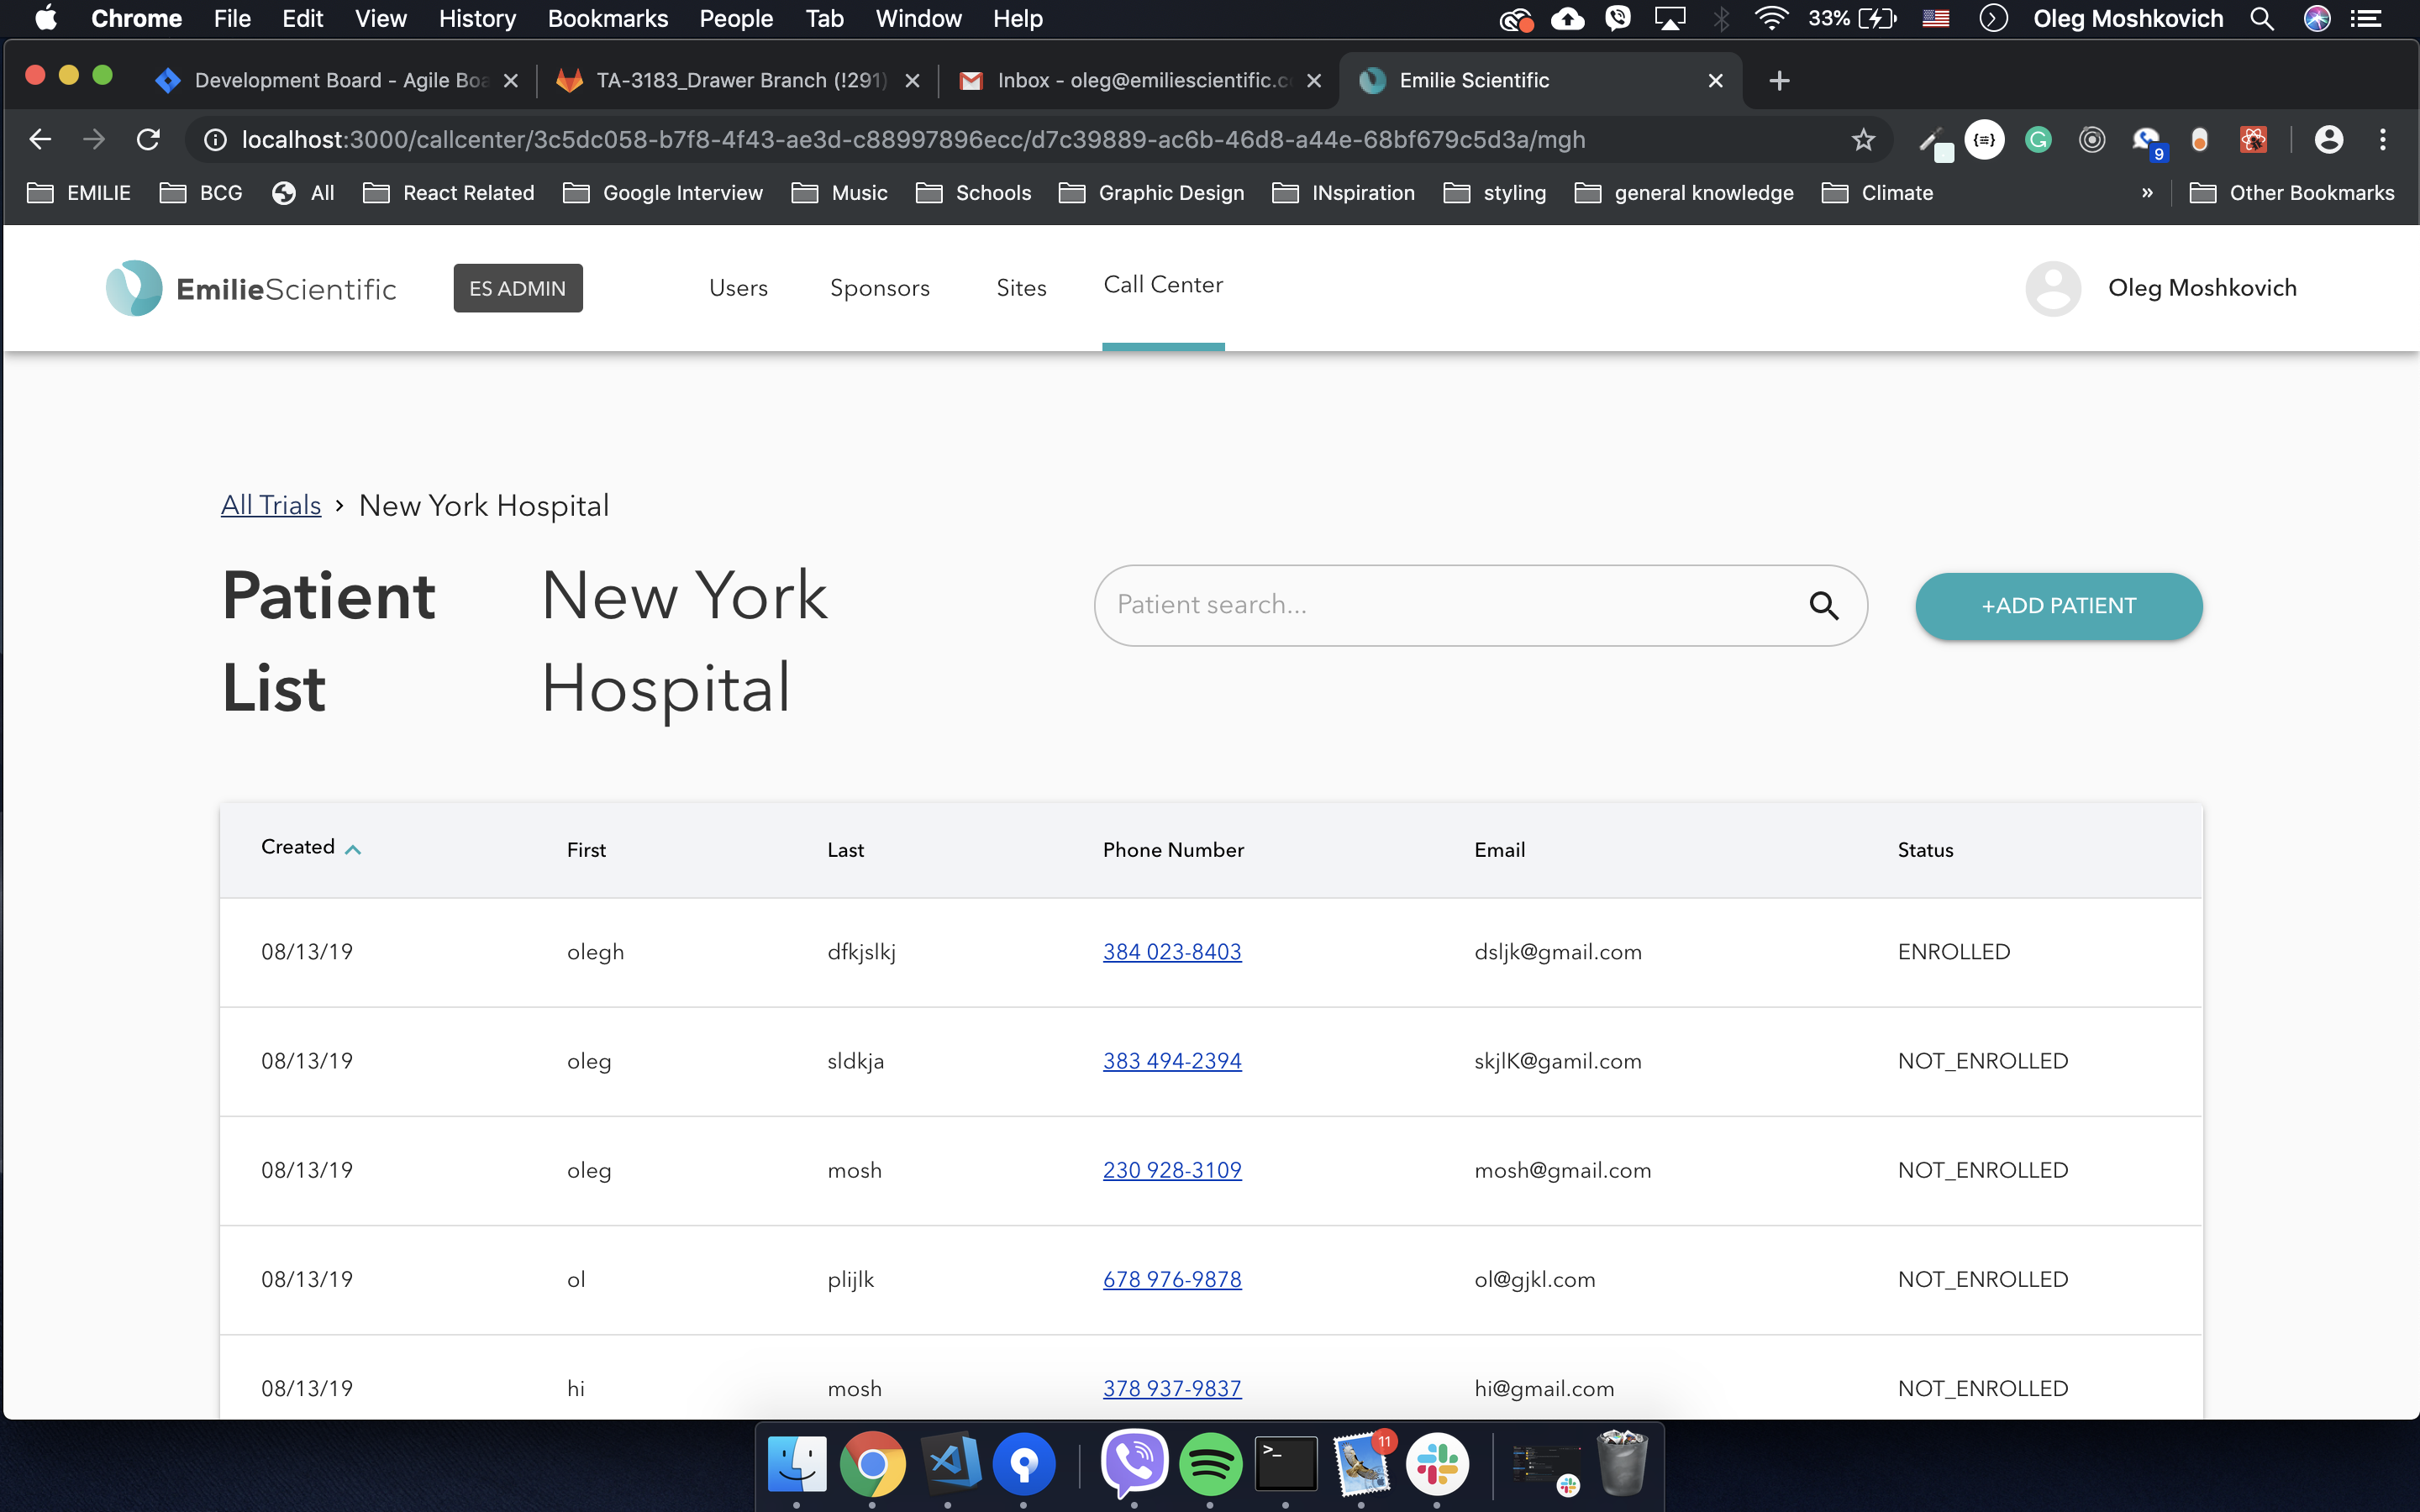 Chrome File Edit View History Bookmarks People Tab Window Help 33% Oleg Moshkovich
Development Board - Agile Boa TA-3183_Drawer Branch (!291) Inbox - oleg@emiliescientific.c Emilie Scientific
localhost:3000/callcenter/3c5dc058-b7f8-4f43-ae3d-c88997896ecc/d7c39889-ac6b-46d8-a44e-68bf679c5d3a/mgh 9
EMILIE BCG All React Related Google Interview Music Schools Graphic Design INspiration styling general knowledge Climate » Other Bookmarks
EmilieScientific ES ADMIN Users Sponsors Sites Call Center Oleg Moshkovich
All Trials › New York Hospital
Patient List
New York Hospital
Patient search...
+ADD PATIENT
Created First Last Phone Number Email Status
08/13/19 olegh dfkjslkj 384 023-8403 dsljk@gmail.com ENROLLED
08/13/19 oleg sldkja 383 494-2394 skjlK@gamil.com NOT_ENROLLED
08/13/19 oleg mosh 230 928-3109 mosh@gmail.com NOT_ENROLLED
08/13/19 ol plijlk 678 976-9878 ol@gjkl.com NOT_ENROLLED
08/13/19 hi mosh 378 937-9837 hi@gmail.com NOT_ENROLLED
11